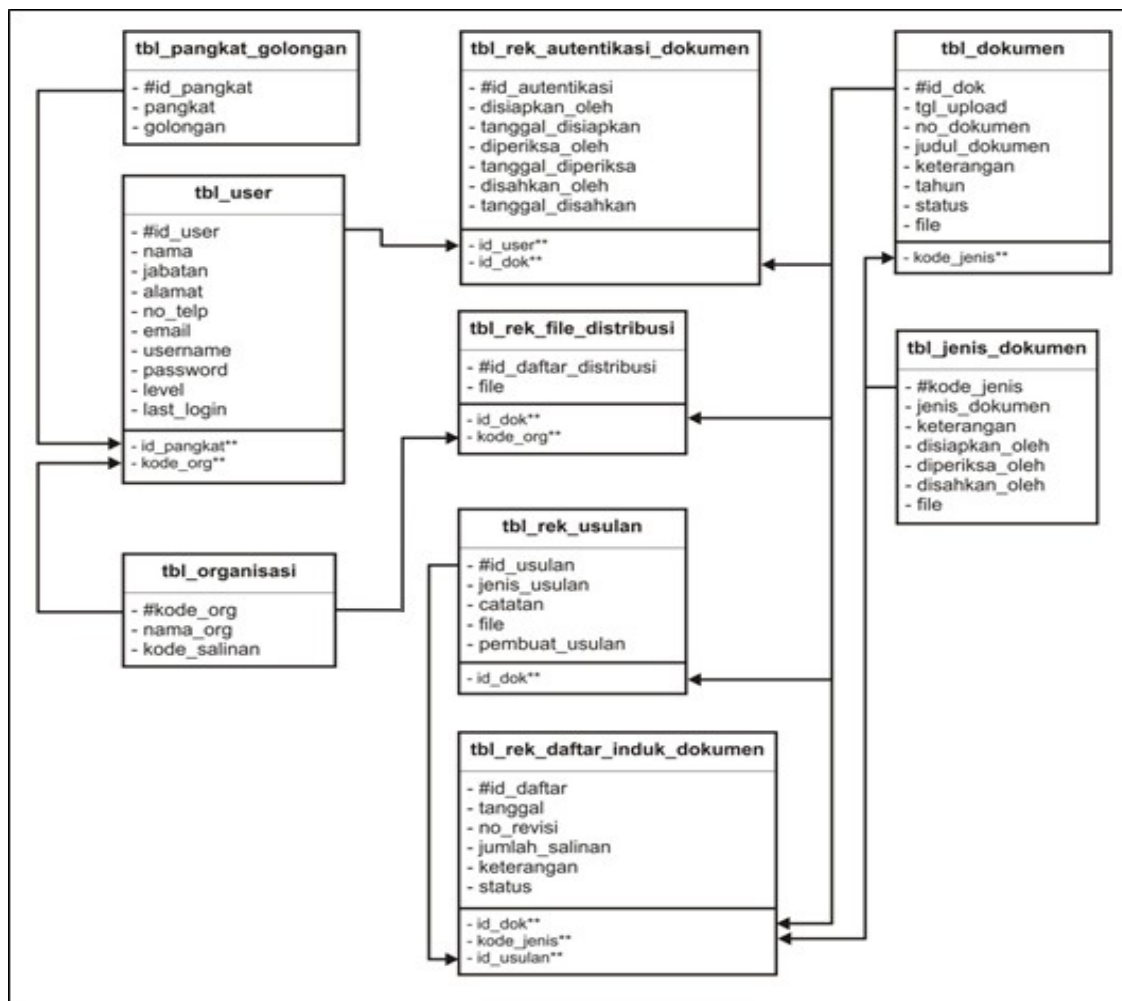 tbl_pangkat_golongan
- #id_pangkat
- pangkat
- golongan
tbl_user
- #id_user
- nama
- jabatan
- alamat
- no_telp
- email
- username
- password
- level
- last_login
- id_pangkat**
- kode_org**
tbl_organisasi
- #kode_org
- nama_org
- kode_salinan
tbl_rek_autentikasi_dokumen
- #id_autentikasi
- disiapkan_oleh
- tanggal_disiapkan
- diperiksa_oleh
- tanggal_diperiksa
- disahkan_oleh
- tanggal_disahkan
- id_user**
- id_dok**
tbl_rek_file_distribusi
- #id_daftar_distribusi
- file
- id_dok**
- kode_org**
tbl_rek_usulan
- #id_usulan
- jenis_usulan
- catatan
- file
- pembuat_usulan
- id_dok**
tbl_rek_daftar_induk_dokumen
- #id_daftar
- tanggal
- no_revisi
- jumlah_salinan
- keterangan
- status
- id_dok**
- kode_jenis**
- id_usulan**
tbl_dokumen
- #id_dok
- tgl_upload
- no_dokumen
- judul_dokumen
- keterangan
- tahun
- status
- file
- kode_jenis**
tbl_jenis_dokumen
- #kode_jenis
- jenis_dokumen
- keterangan
- disiapkan_oleh
- diperiksa_oleh
- disahkan_oleh
- file